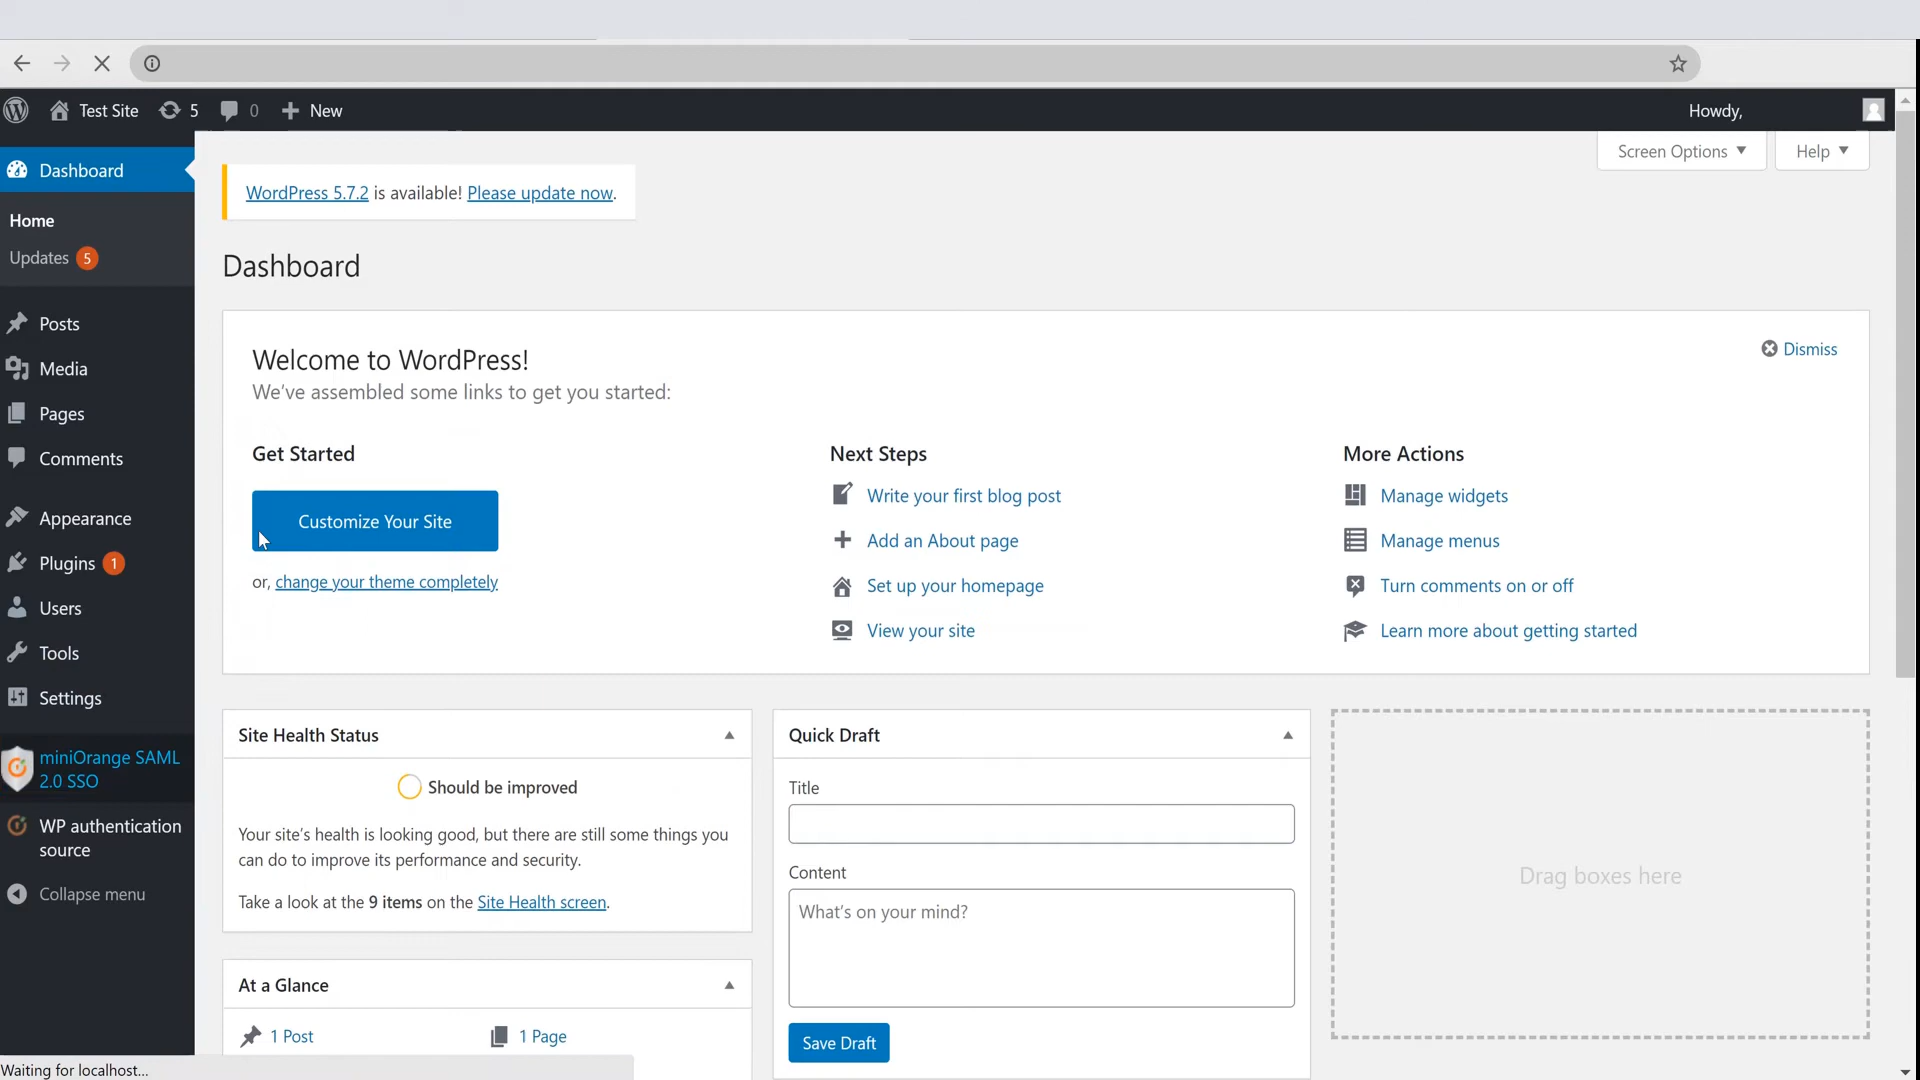 Test Site 5 0 New Howdy,
Dashboard
Home
Updates 5
Posts
Media
Pages
Comments
Appearance
Plugins 1
Users
Tools
Settings
miniOrange SAML
2.0 SSO
WP authentication
source
Collapse menu
Screen Options Help
WordPress 5.7.2 is available! Please update now.
Dashboard
Welcome to WordPress!
We've assembled some links to get you started:
Dismiss
Get Started
Customize Your Site
or, change your theme completely
Next Steps
Write your first blog post
Add an About page
Set up your homepage
View your site
More Actions
Manage widgets
Manage menus
Turn comments on or off
Learn more about getting started
Site Health Status
Should be improved
Your site's health is looking good, but there are still some things you
can do to improve its performance and security.
Take a look at the 9 items on the Site Health screen.
At a Glance
1 Post 1 Page
Quick Draft
Title
Content
What's on your mind?
Save Draft
Drag boxes here
Waiting for localhost...